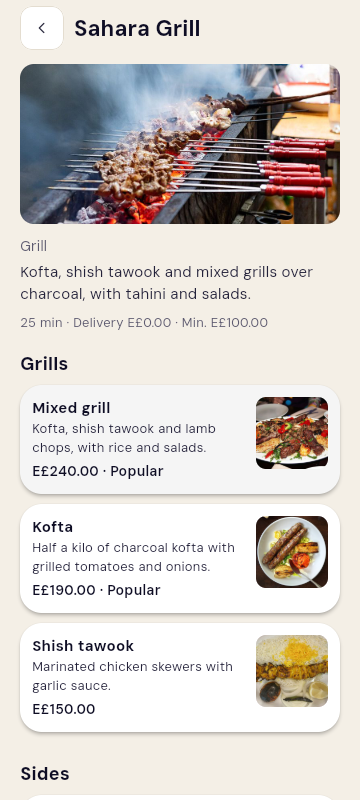 Sahara Grill
Grill
Kofta, shish tawook and mixed grills over
charcoal, with tahini and salads.
25 min · Delivery E£0.00 · Min. E£100.00
Grills
Mixed grill
Kofta, shish tawook and lamb
chops, with rice and salads.
E£240.00 · Popular
Kofta
Half a kilo of charcoal kofta with
grilled tomatoes and onions.
E£190.00 · Popular
Shish tawook
Marinated chicken skewers with
garlic sauce.
E£150.00
Sides